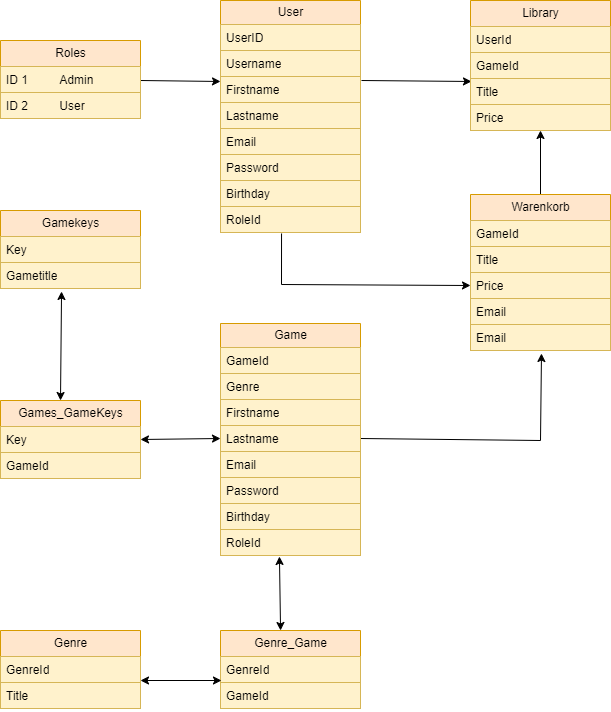 Roles
ID 1 Admin
ID 2 User
User
UserID
Username
Firstname
Lastname
Email
Password
Birthday
RoleId
Library
UserId
GameId
Title
Price
Warenkorb
GameId
Title
Price
Email
Email
Gamekeys
Key
Gametitle
Games_GameKeys
Key
GameId
Game
GameId
Genre
Firstname
Lastname
Email
Password
Birthday
RoleId
Genre
GenreId
Title
Genre_Game
GenreId
GameId